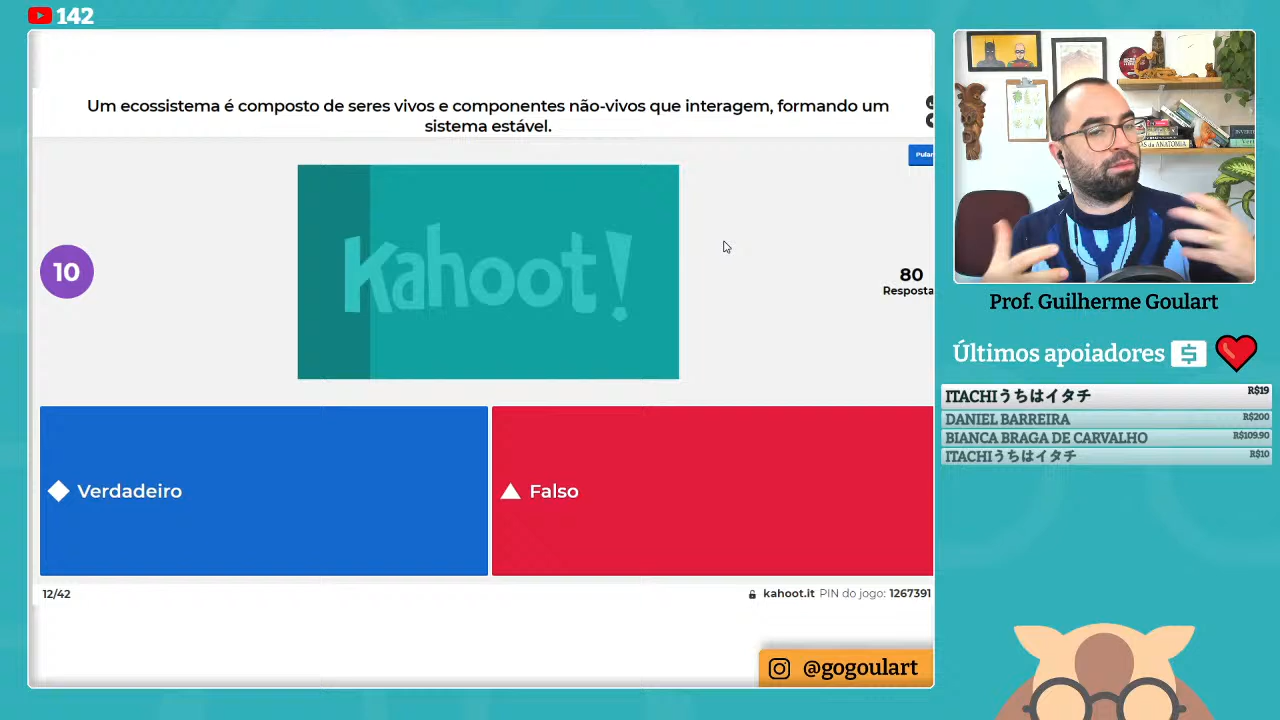 142
Um ecossistema é composto de seres vivos e componentes não-vivos que interagem, formando um
sistema estável.
Pular
10
Kahoot!
80
Resposta
Verdadeiro
Falso
12/42
kahoot.it PIN do jogo: 1267391
@gogoulart
Prof. Guilherme Goulart
Últimos apoiadores
ITACHIうちはイタチ R$19
DANIEL BARREIRA R$200
BIANCA BRAGA DE CARVALHO R$109.90
ITACHIうちはイタチ R$10